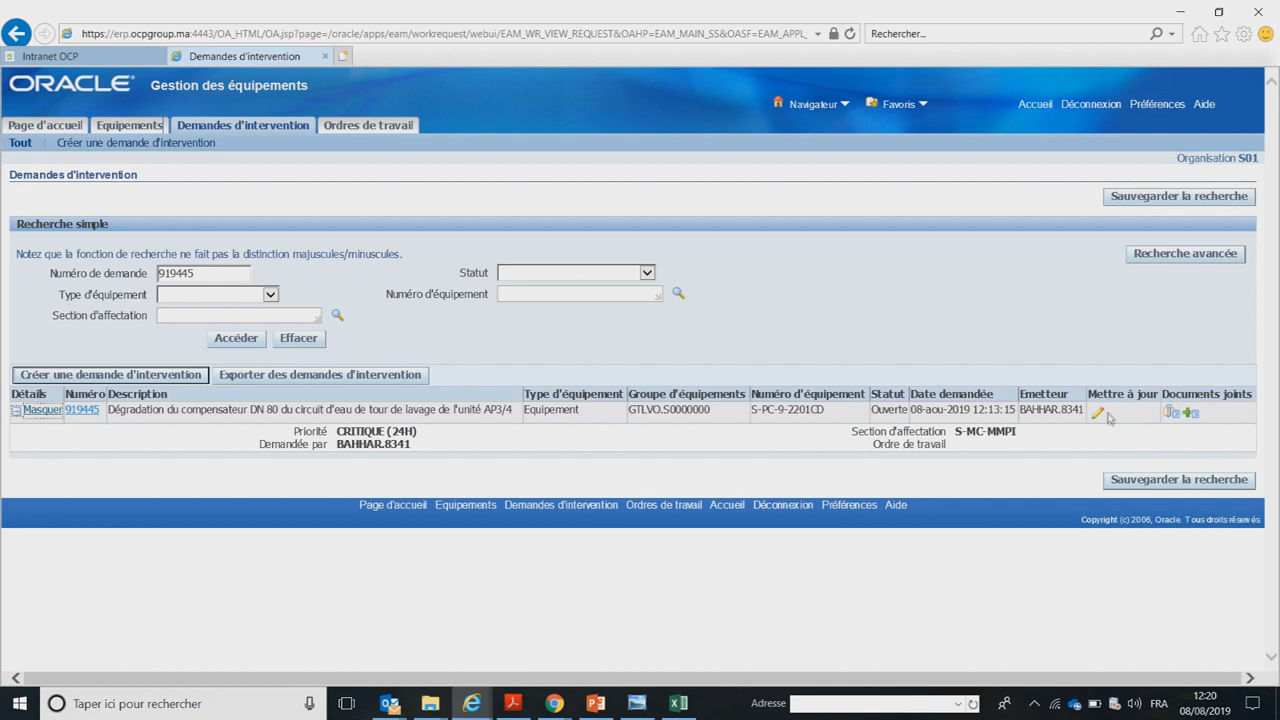 https://erp.ocpgroup.ma:4443/OA_HTML/OA.jsp?page=/oracle/apps/eam/workrequest/webui/EAM_WR_VIEW_REQUEST&OAHP=EAM_MAIN_SS&OASF=EAM_APPL_ Rechercher...
Intranet OCP Demandes d'intervention
ORACLE Gestion des équipements
Navigateur Favoris Accueil Déconnexion Préférences Aide
Page d'accueil Equipements Demandes d'intervention Ordres de travail
Tout Créer une demande d'intervention
Organisation S01
Demandes d'intervention
Sauvegarder la recherche
Recherche simple
Notez que la fonction de recherche ne fait pas la distinction majuscules/minuscules. Recherche avancée
Numéro de demande 919445 Statut
Type d'équipement Numéro d'équipement
Section d'affectation
Accéder Effacer
Créer une demande d'intervention Exporter des demandes d'intervention
Détails Numéro Description Type d'équipement Groupe d'équipements Numéro d'équipement Statut Date demandée Emetteur Mettre à jour Documents joints
Masquer 919445 Dégradation du compensateur DN 80 du circuit d'eau de tour de lavage de l'unité AP3/4 Equipement GTLVO.S0000000 S-PC-9-2201CD Ouverte 08-aou-2019 12:13:15 BAHHAR.8341
Priorité CRITIQUE (24H) Section d'affectation S-MC-MMPI
Demandée par BAHHAR.8341 Ordre de travail
Sauvegarder la recherche
Page d'accueil Equipements Demandes d'intervention Ordres de travail Accueil Déconnexion Préférences Aide
Copyright (c) 2006, Oracle. Tous droits réservés.
Taper ici pour rechercher Adresse FRA 12:20
08/08/2019